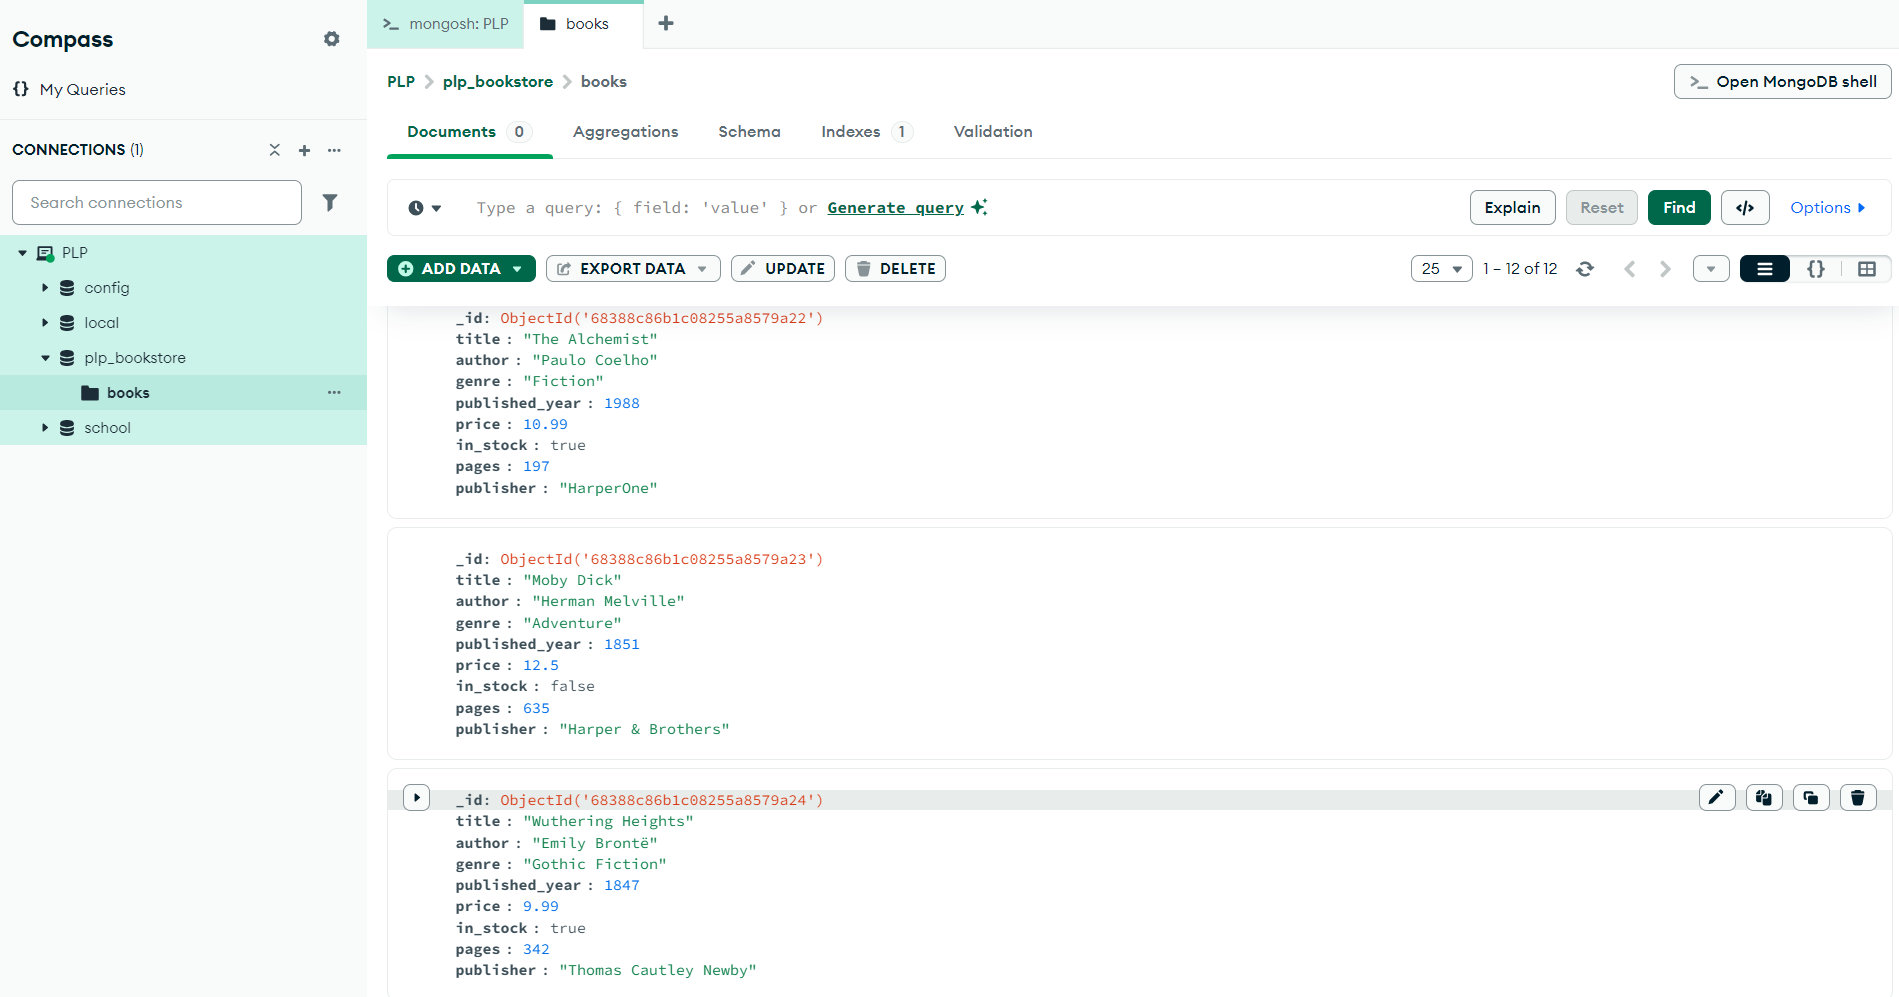 Compass
My Queries
CONNECTIONS (1)
Search connections
PLP
config
local
plp_bookstore
books
school
mongosh: PLP
books
PLP > plp_bookstore > books
Open MongoDB shell
Documents 0 Aggregations Schema Indexes 1 Validation
Type a query: { field: 'value' } or Generate query
Explain Reset Find </> Options
ADD DATA EXPORT DATA UPDATE DELETE
25 1 – 12 of 12 {}
_id: ObjectId('68388c86b1c08255a8579a22')
title : "The Alchemist"
author : "Paulo Coelho"
genre : "Fiction"
published_year : 1988
price : 10.99
in_stock : true
pages : 197
publisher : "HarperOne"
_id: ObjectId('68388c86b1c08255a8579a23')
title : "Moby Dick"
author : "Herman Melville"
genre : "Adventure"
published_year : 1851
price : 12.5
in_stock : false
pages : 635
publisher : "Harper & Brothers"
_id: ObjectId('68388c86b1c08255a8579a24')
title : "Wuthering Heights"
author : "Emily Brontë"
genre : "Gothic Fiction"
published_year : 1847
price : 9.99
in_stock : true
pages : 342
publisher : "Thomas Cautley Newby"